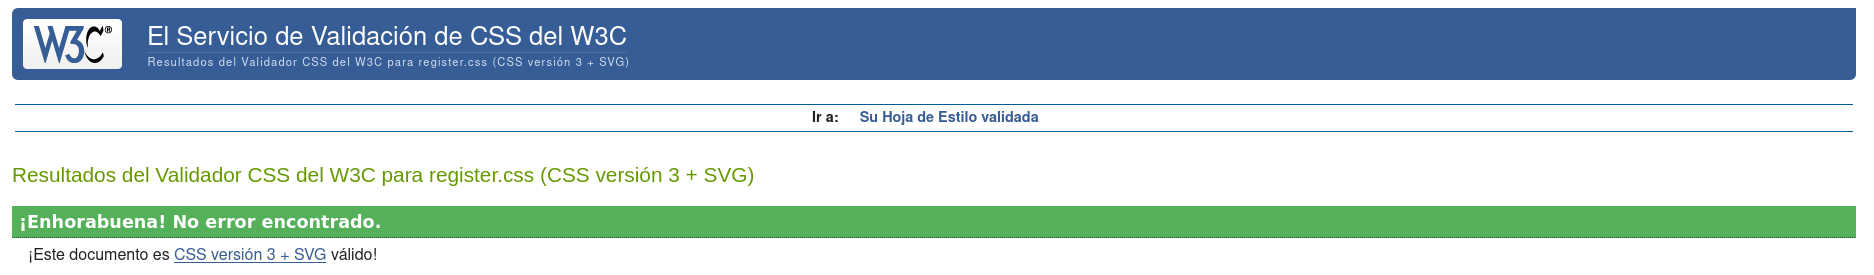 W3C®
El Servicio de Validación de CSS del W3C
Resultados del Validador CSS del W3C para register.css (CSS versión 3 + SVG)
Ir a: Su Hoja de Estilo validada
Resultados del Validador CSS del W3C para register.css (CSS versión 3 + SVG)
¡Enhorabuena! No error encontrado.
¡Este documento es CSS versión 3 + SVG válido!